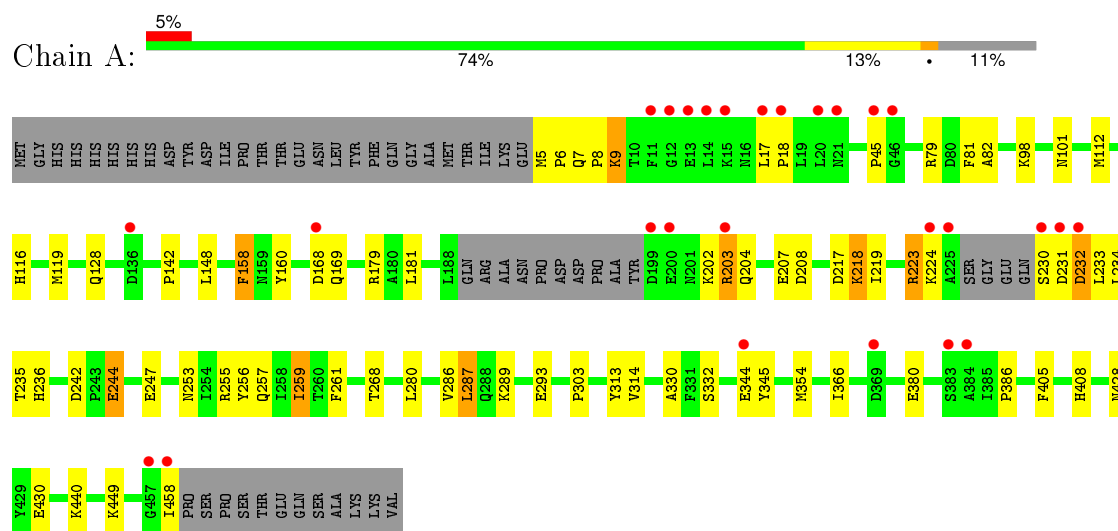 5%
Chain A:
74% 13% • 11%
MET GLY HIS HIS HIS HIS HIS HIS ASP TYR ASP ILE PRO THR THR GLU ASN LEU TYR PHE GLN GLY ALA MET THR ILE LYS GLU M5 P6 Q7 P8 K9 T10 F11 G12 E13 L14 K15 N16 L17 P18 L19 L20 N21 P45 G46 R79 D80 F81 A82 K98 N101 M112
H116 M119 Q128 D136 P142 L148 F158 N159 Y160 D168 Q169 R179 A180 L181 L188 GLN ARG ALA ASN PRO ASP ASP PRO ALA TYR D199 E200 N201 K202 R203 Q204 E207 D208 D217 K218 I219 R223 K224 A225 SER GLY GLU GLN S230 D231 D232 L233
T235 H236 D242 P243 E244 E247 N253 I254 R255 Y256 Q257 I258 I259 T260 F261 T268 L280 V286 L287 Q288 K289 E293 P303 Y313 V314 A330 F331 S332 E344 Y345 M354 I366 D369 E380 S383 A384 I385 P386 F405 H408
Y429 E430 K440 K449 G457 I458 PRO SER PRO SER THR GLU GLN SER ALA LYS LYS VAL